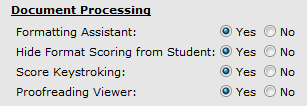 Document Processing
Formatting Assistant: Yes No
Hide Format Scoring from Student: Yes No
Score Keystroking: Yes No
Proofreading Viewer: Yes No